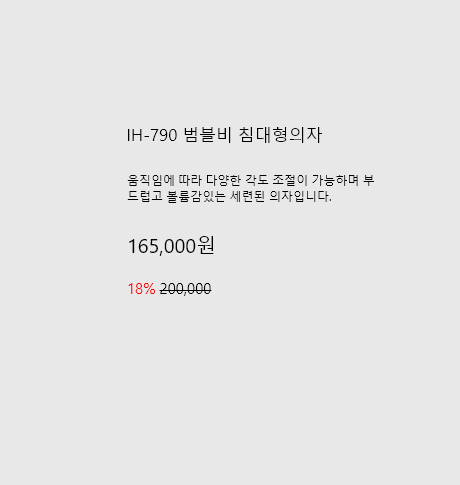 IH-790 범블비 침대형의자
움직임에 따라 다양한 각도 조절이 가능하며 부
드럽고 볼륨감있는 세련된 의자입니다.
165,000원
18% 200,000